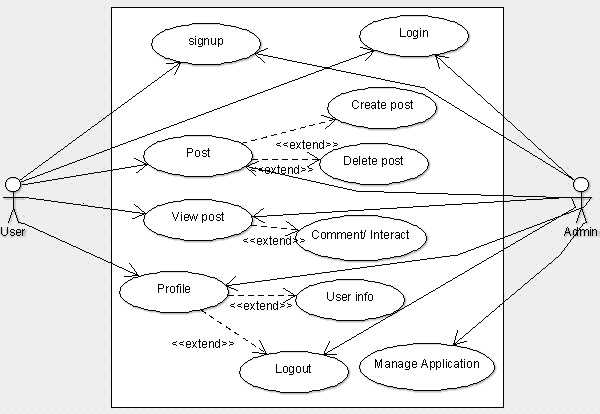 signup
Login
Create post
<<extend>>
Post
Delete post
<<extend>>
User
Admin
View post
Comment/ Interact
<<extend>>
Profile
User info
<<extend>>
<<extend>>
Logout
Manage Application